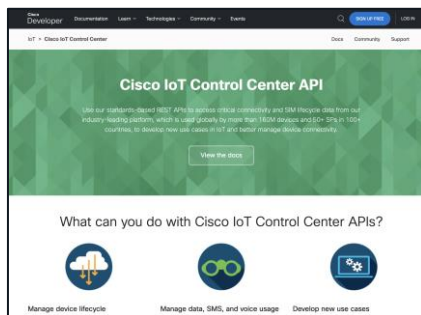 Cisco
Developer Documentation Learn Technologies Community Events SIGN UP FREE LOG IN
IoT > Cisco IoT Control Center Docs Community Support
Cisco IoT Control Center API
Use our standards-based REST APIs to access critical connectivity and SIM lifecycle data from our
industry-leading platform, which is used globally by more than 160M devices and 50+ SPs in 100+
countries, to develop new use cases in IoT and better manage device connectivity.
View the docs
What can you do with Cisco IoT Control Center APIs?
Manage device lifecycle Manage data, SMS, and voice usage Develop new use cases